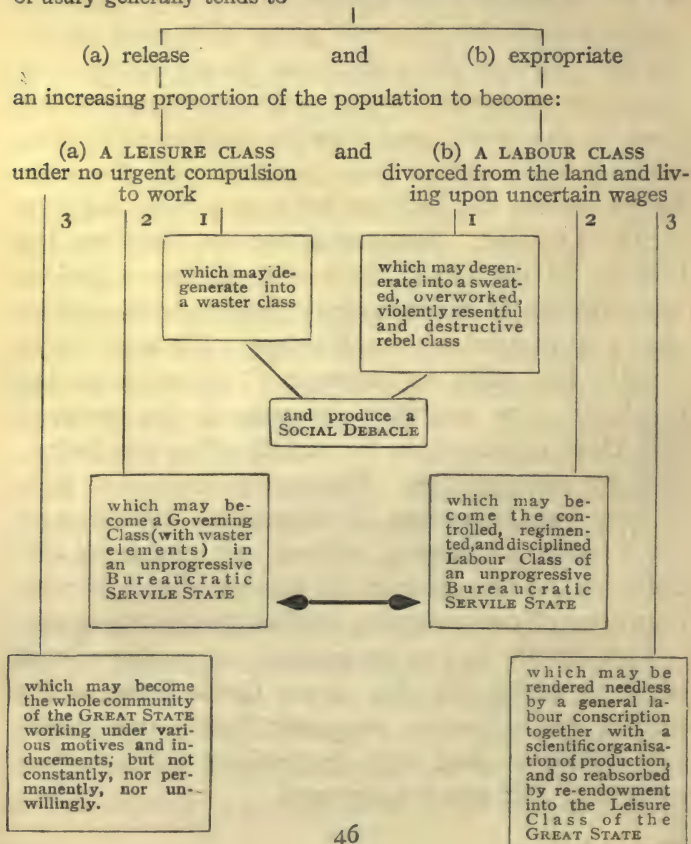 of usury generally tends to
(a) release and (b) expropriate
an increasing proportion of the population to become:
(a) A LEISURE CLASS and (b) A LABOUR CLASS
under no urgent compulsion divorced from the land and liv-
to work ing upon uncertain wages
3 2 1 1 2 3
which may de-
generate into
a waster class
which may degen-
erate into a sweat-
ed, overworked,
violently resentful
and destructive
rebel class
and produce a
SOCIAL DEBACLE
which may be-
come a Governing
Class (with waster
elements) in
an unprogressive
Bureaucratic
SERVILE STATE
which may be-
come the con-
trolled, regimen-
ted, and disciplined
Labour Class of
an unprogressive
Bureaucratic
SERVILE STATE
which may become
the whole community
of the GREAT STATE
working under vari-
ous motives and in-
ducements, but not
constantly, nor per-
manently, nor un-
willingly.
which may be
rendered needless
by a general la-
bour conscription
together with a
scientific organisa-
tion of production,
and so reabsorbed
by re-endowment
into the Leisure
Class of the
GREAT STATE
46